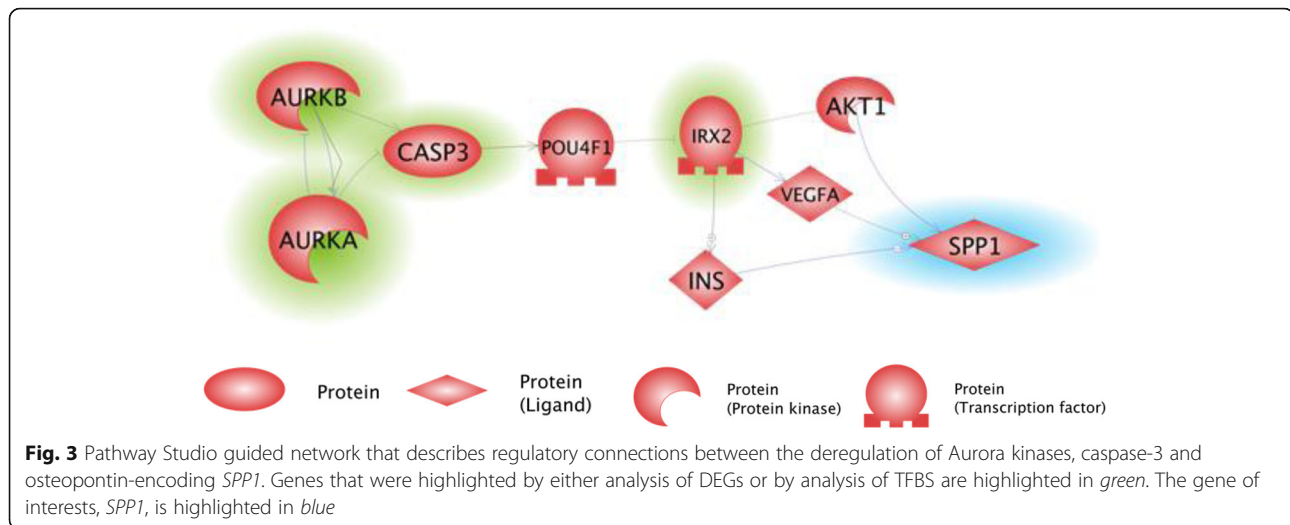 AURKB
CASP3
AURKA
POU4F1
IRX2
AKT1
VEGFA
INS
SPP1
Protein
Protein
(Ligand)
Protein
(Protein kinase)
Protein
(Transcription factor)
Fig. 3 Pathway Studio guided network that describes regulatory connections between the deregulation of Aurora kinases, caspase-3 and
osteopontin-encoding SPP1. Genes that were highlighted by either analysis of DEGs or by analysis of TFBS are highlighted in green. The gene of
interests, SPP1, is highlighted in blue